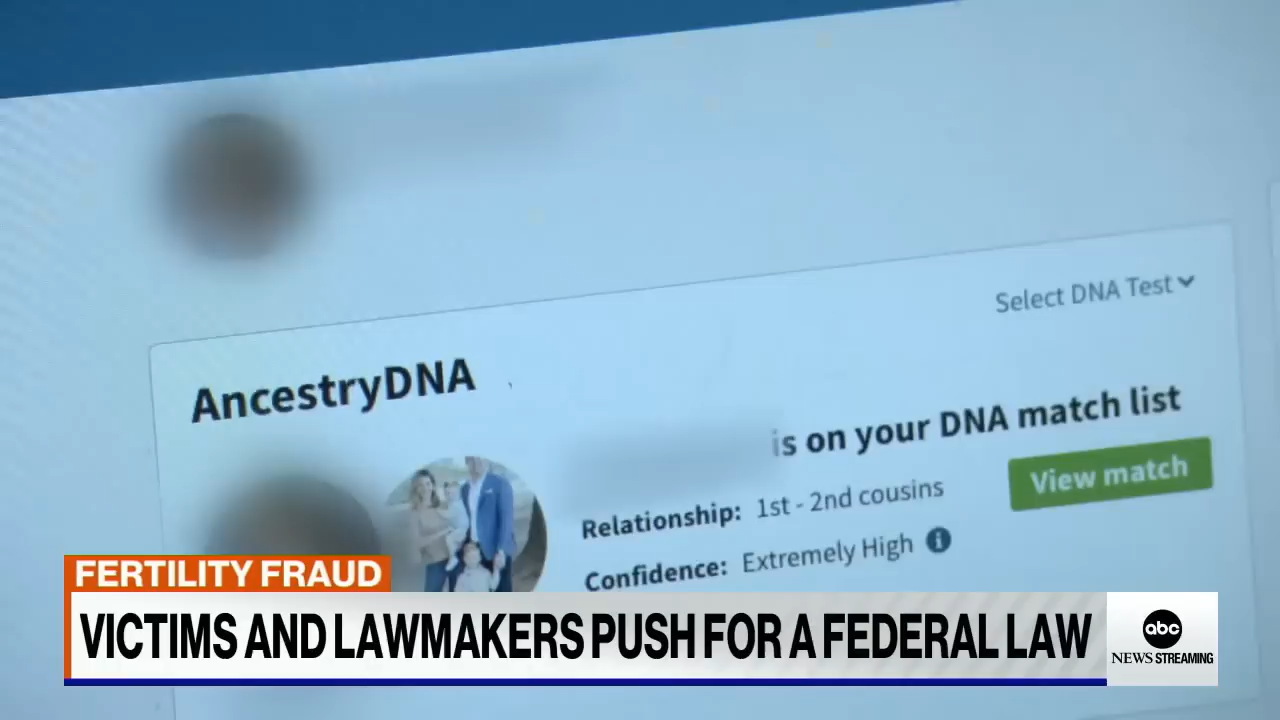 Select DNA Test
AncestryDNA
is on your DNA match list
View match
Relationship: 1st - 2nd cousins
Confidence: Extremely High
FERTILITY FRAUD
VICTIMS AND LAWMAKERS PUSH FOR A FEDERAL LAW
abc
NEWS STREAMING